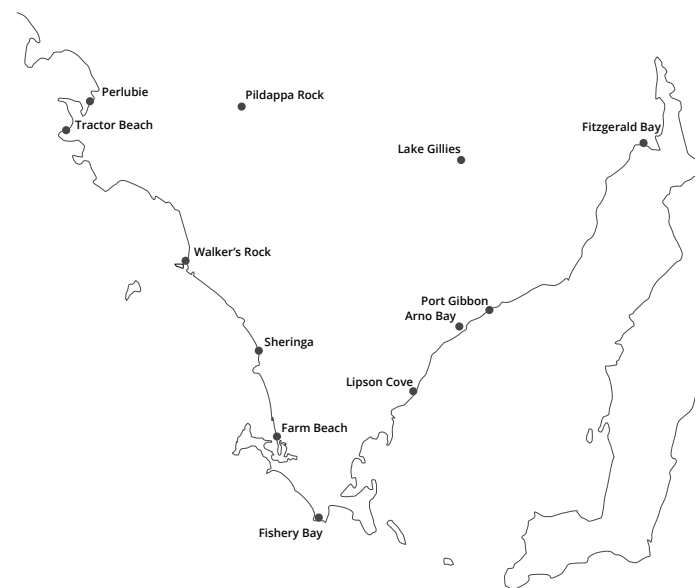 Perlubie
Pildappa Rock
Tractor Beach
Fitzgerald Bay
Lake Gillies
Walker's Rock
Port Gibbon
Arno Bay
Sheringa
Lipson Cove
Farm Beach
Fishery Bay